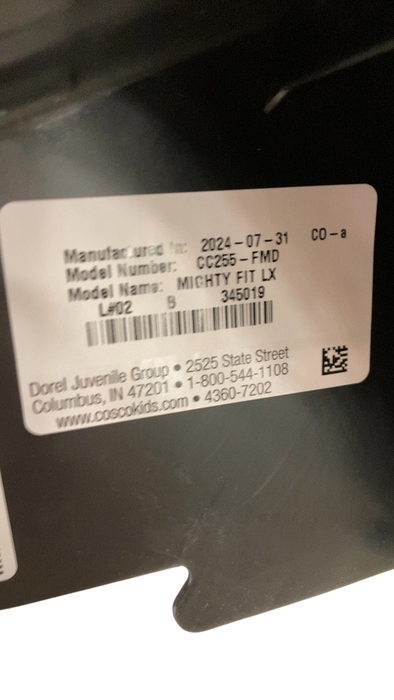 Manufactured in: 2024-07-31 CO-a
Model Number: CC255-FMD
Model Name: MIGHTY FIT LX
L#02 B 345019
Dorel Juvenile Group • 2525 State Street
Columbus, IN 47201 • 1-800-544-1108
www.coscokids.com • 4360-7202